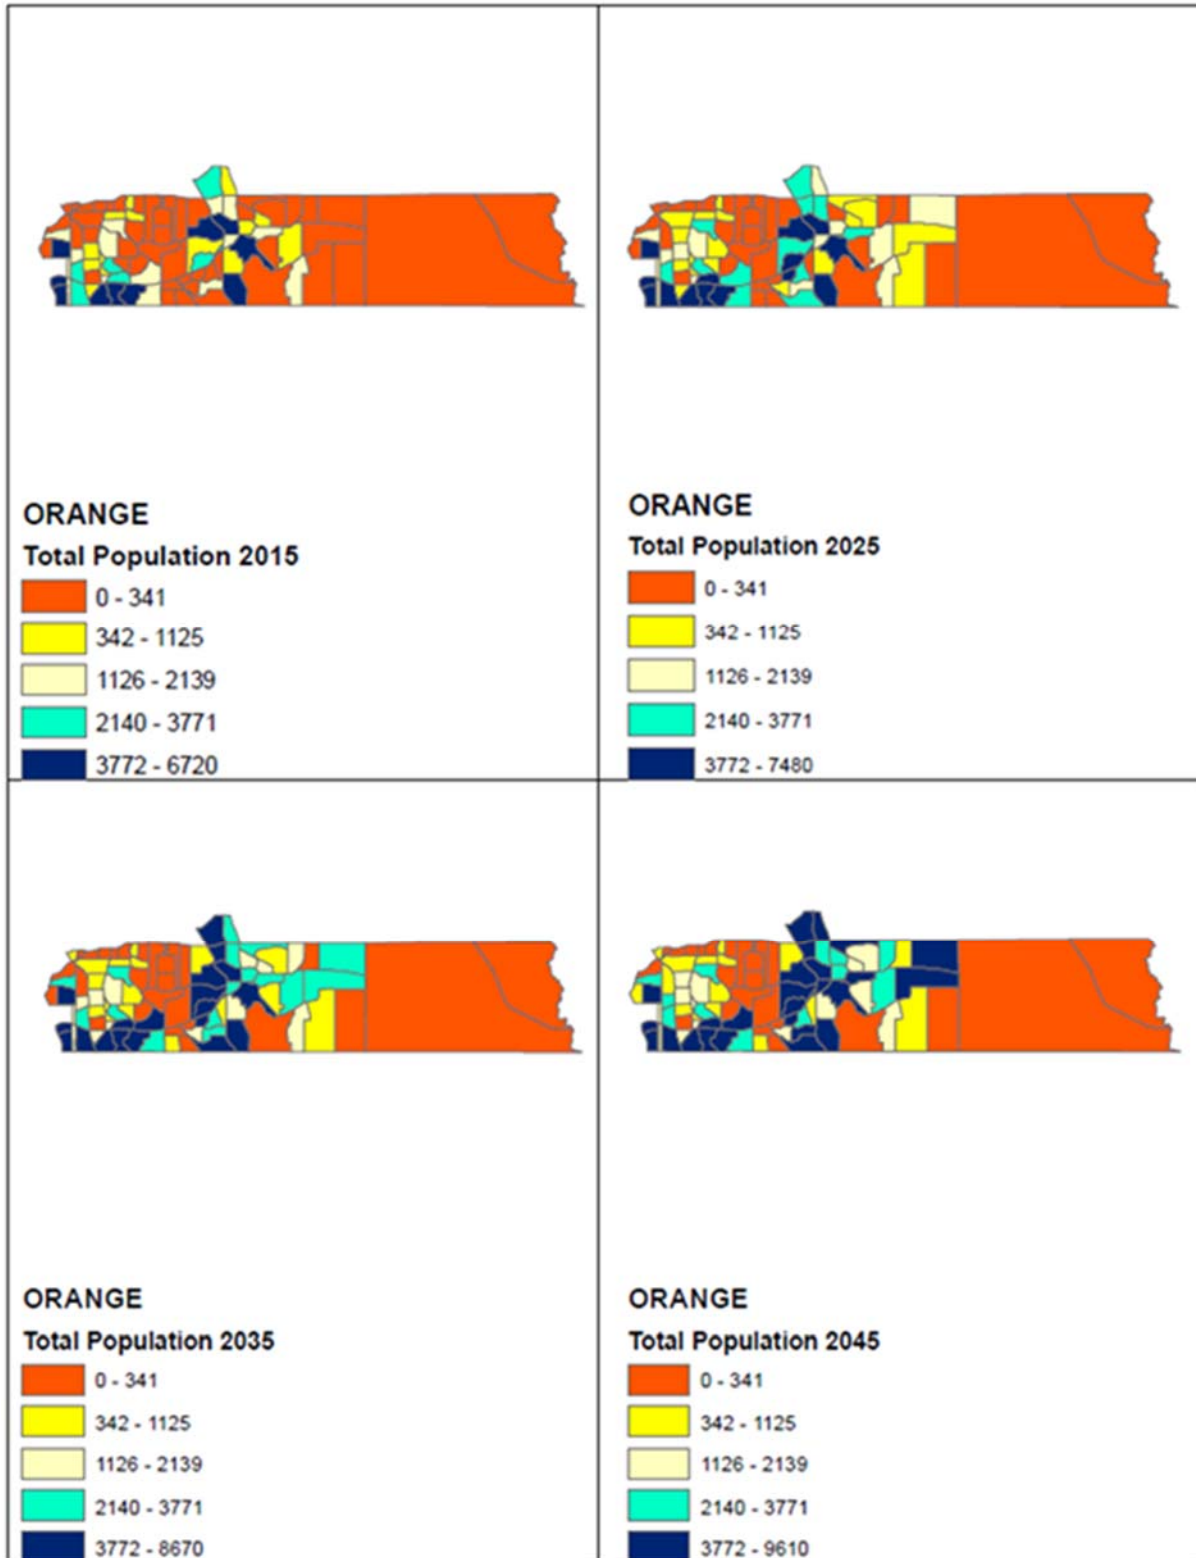 ORANGE
Total Population 2015
0 - 341
342 - 1125
1126 - 2139
2140 - 3771
3772 - 6720
ORANGE
Total Population 2025
0 - 341
342 - 1125
1126 - 2139
2140 - 3771
3772 - 7480
ORANGE
Total Population 2035
0 - 341
342 - 1125
1126 - 2139
2140 - 3771
3772 - 8670
ORANGE
Total Population 2045
0 - 341
342 - 1125
1126 - 2139
2140 - 3771
3772 - 9610